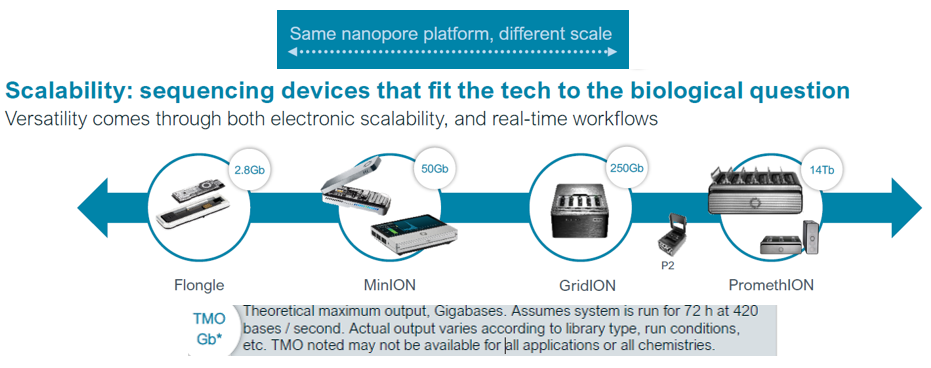 Same nanopore platform, different scale
Scalability: sequencing devices that fit the tech to the biological question
Versatility comes through both electronic scalability, and real-time workflows
2.8Gb
50Gb
250Gb
14Tb
P2
Flongle
MinION
GridION
PromethION
TMO
Gb*
Theoretical maximum output, Gigabases. Assumes system is run for 72 h at 420
bases / second. Actual output varies according to library type, run conditions,
etc. TMO noted may not be available for all applications or all chemistries.